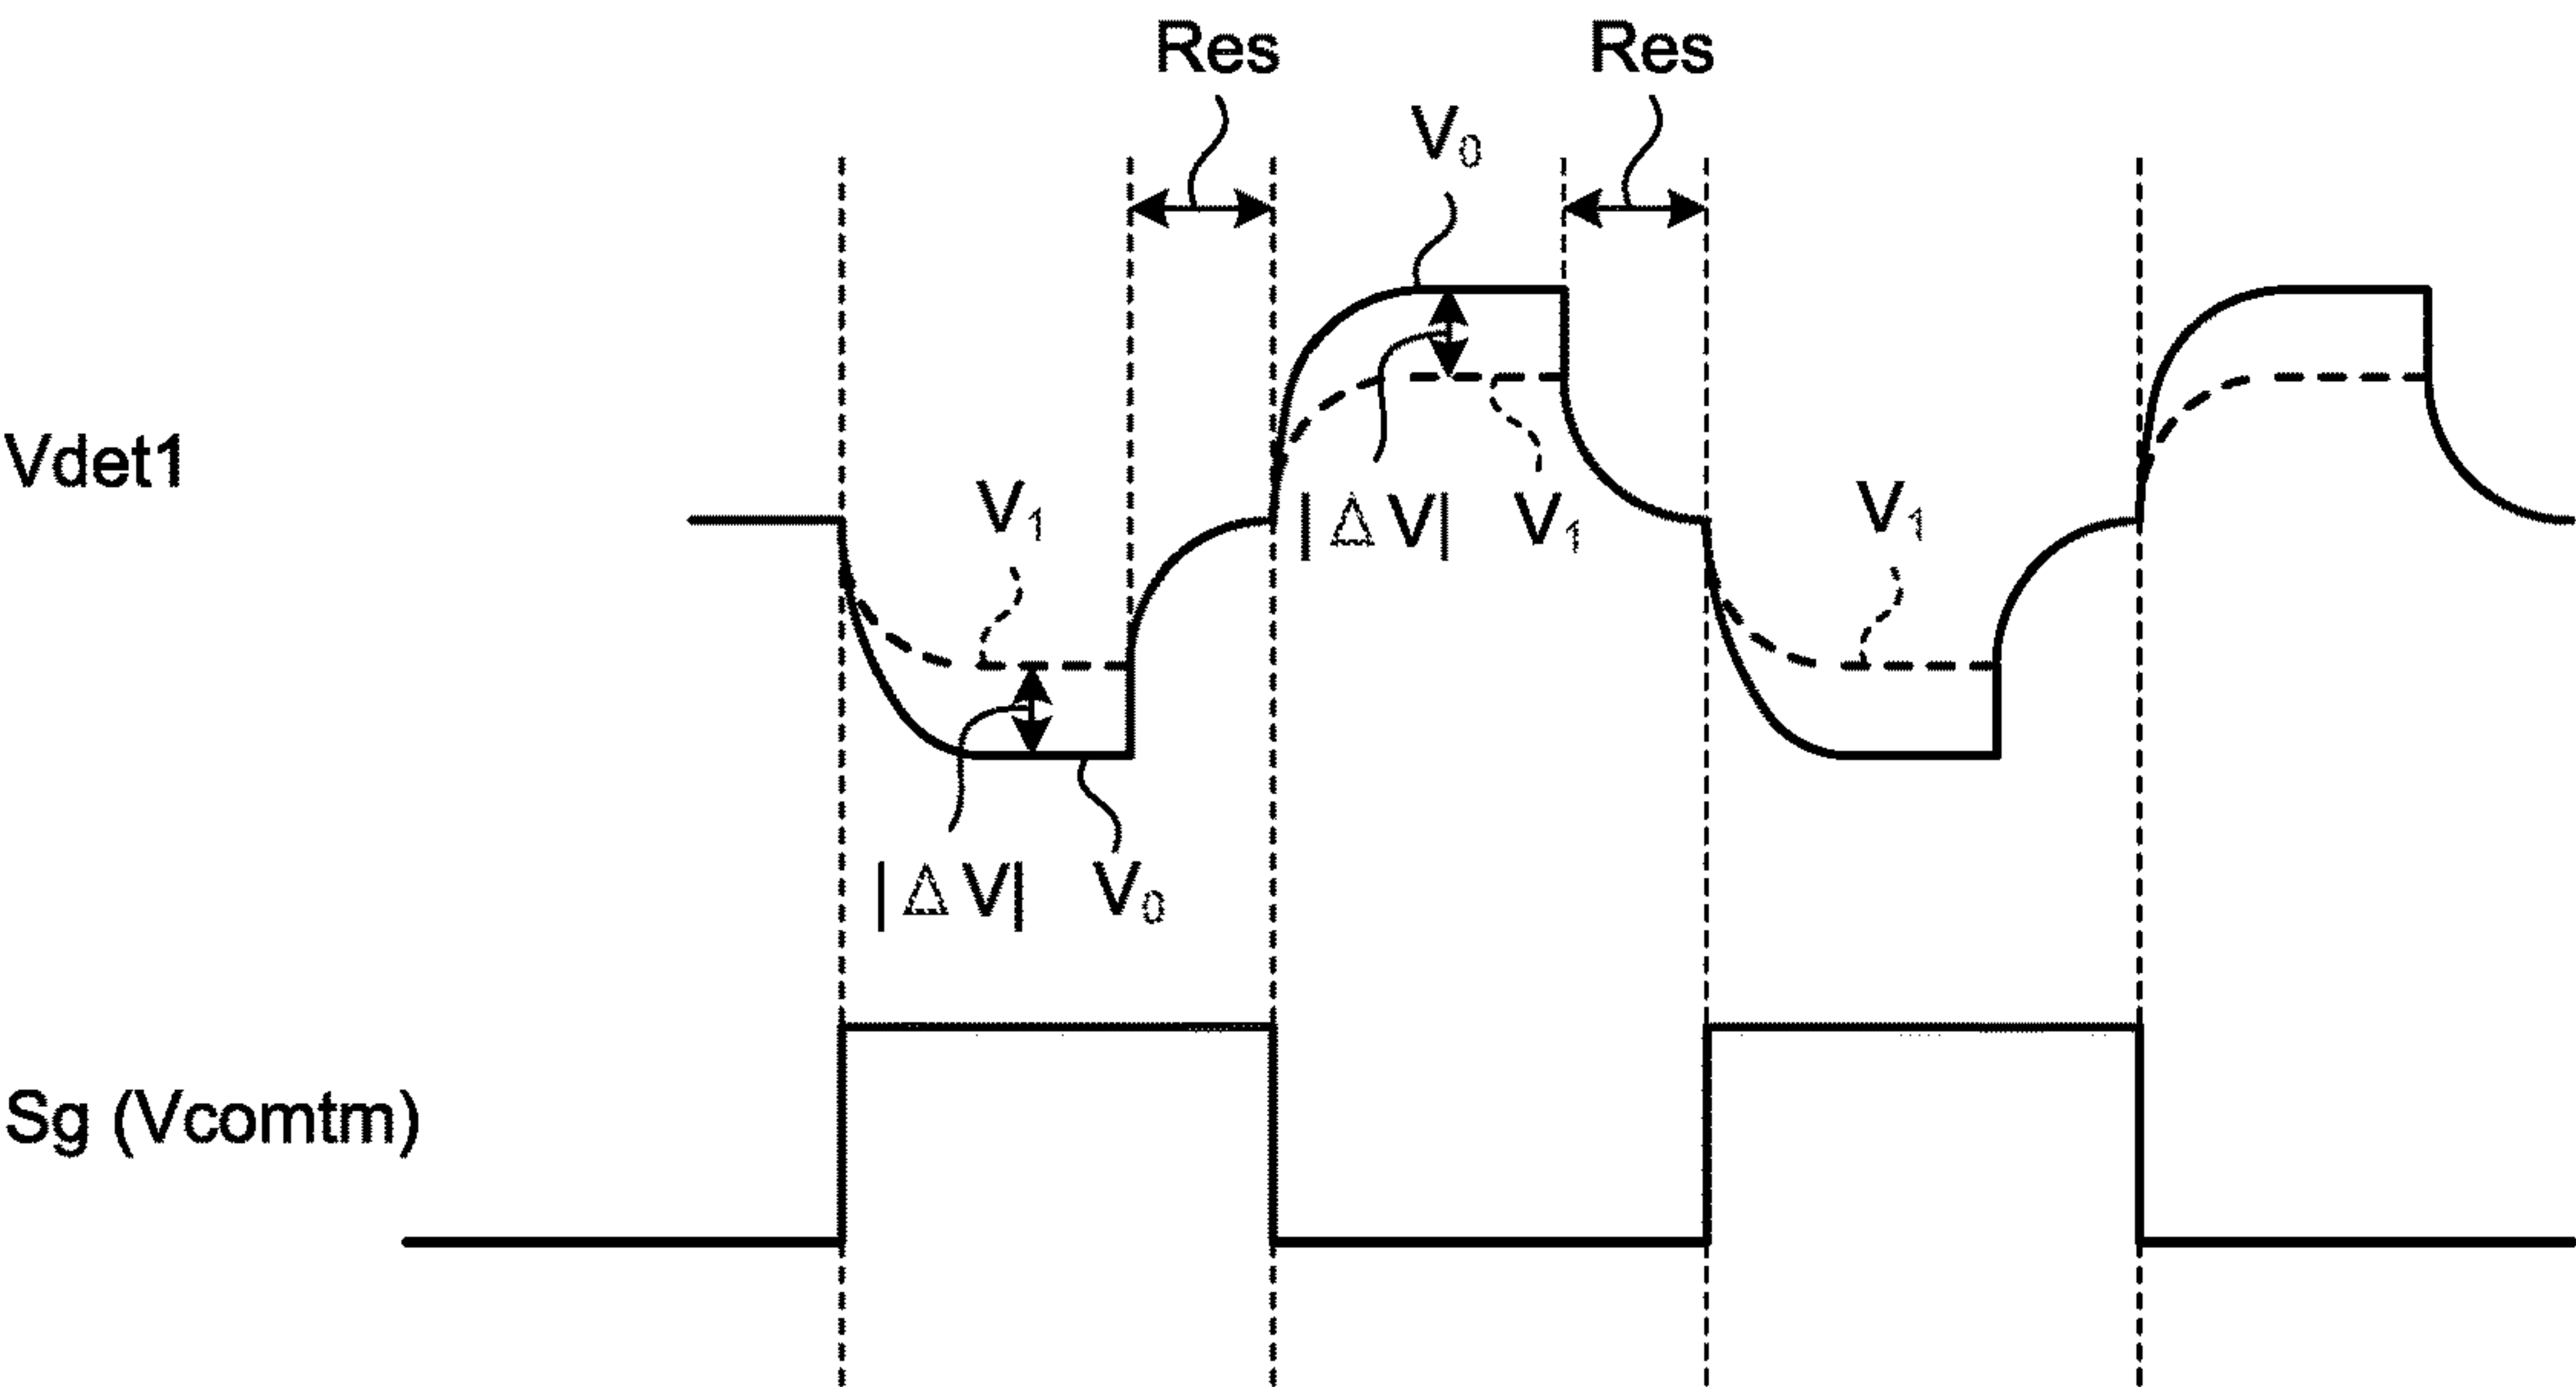 Res
Res
V₀
Vdet1
V₁
|ΔV|
V₁
V₁
|ΔV|
V₀
Sg (Vcomtm)